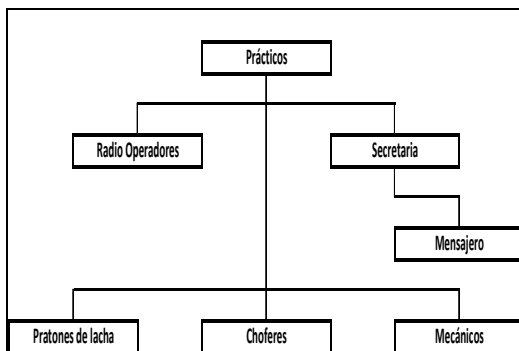 Prácticos
Radio Operadores
Secretaria
Mensajero
Pratones de lacha
Choferes
Mecánicos